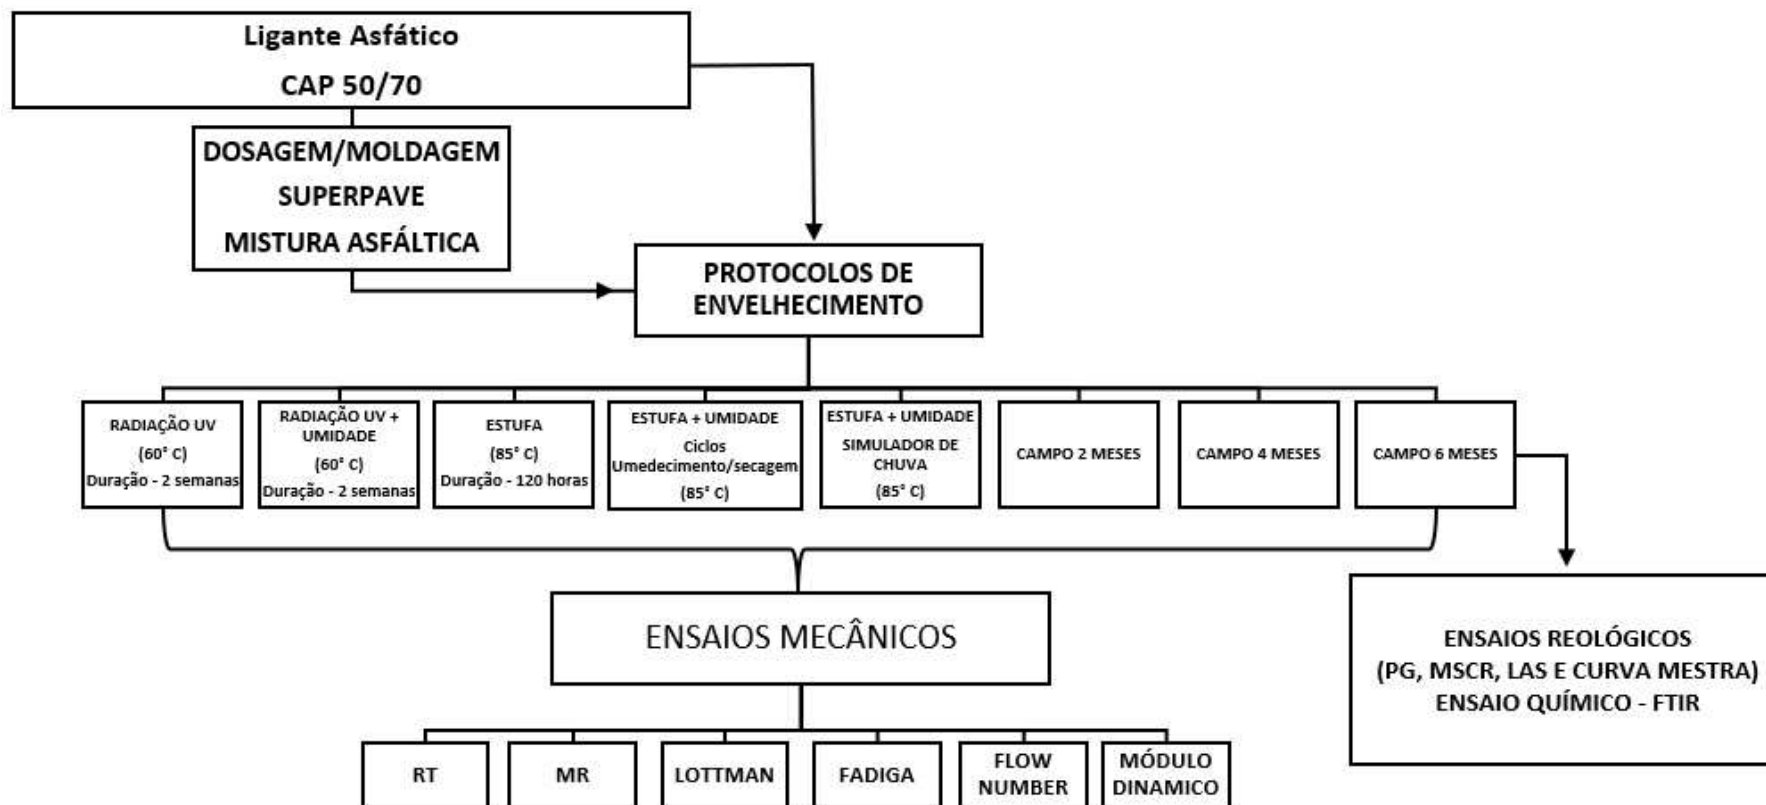 Ligante Asfático
CAP 50/70
DOSAGEM/MOLDAGEM
SUPERPAVE
MISTURA ASFÁLTICA
PROTOCOLOS DE
ENVELHECIMENTO
RADIAÇÃO UV
(60° C)
Duração - 2 semanas
RADIAÇÃO UV +
UMIDADE
(60° C)
Duração - 2 semanas
ESTUFA
(85° C)
Duração - 120 horas
ESTUFA + UMIDADE
Ciclos
Umedecimento/secagem
(85° C)
ESTUFA + UMIDADE
SIMULADOR DE
CHUVA
(85° C)
CAMPO 2 MESES
CAMPO 4 MESES
CAMPO 6 MESES
ENSAIOS MECÂNICOS
ENSAIOS REOLÓGICOS
(PG, MSCR, LAS E CURVA MESTRA)
ENSAIO QUÍMICO - FTIR
RT
MR
LOTTMAN
FADIGA
FLOW
NUMBER
MÓDULO
DINAMICO